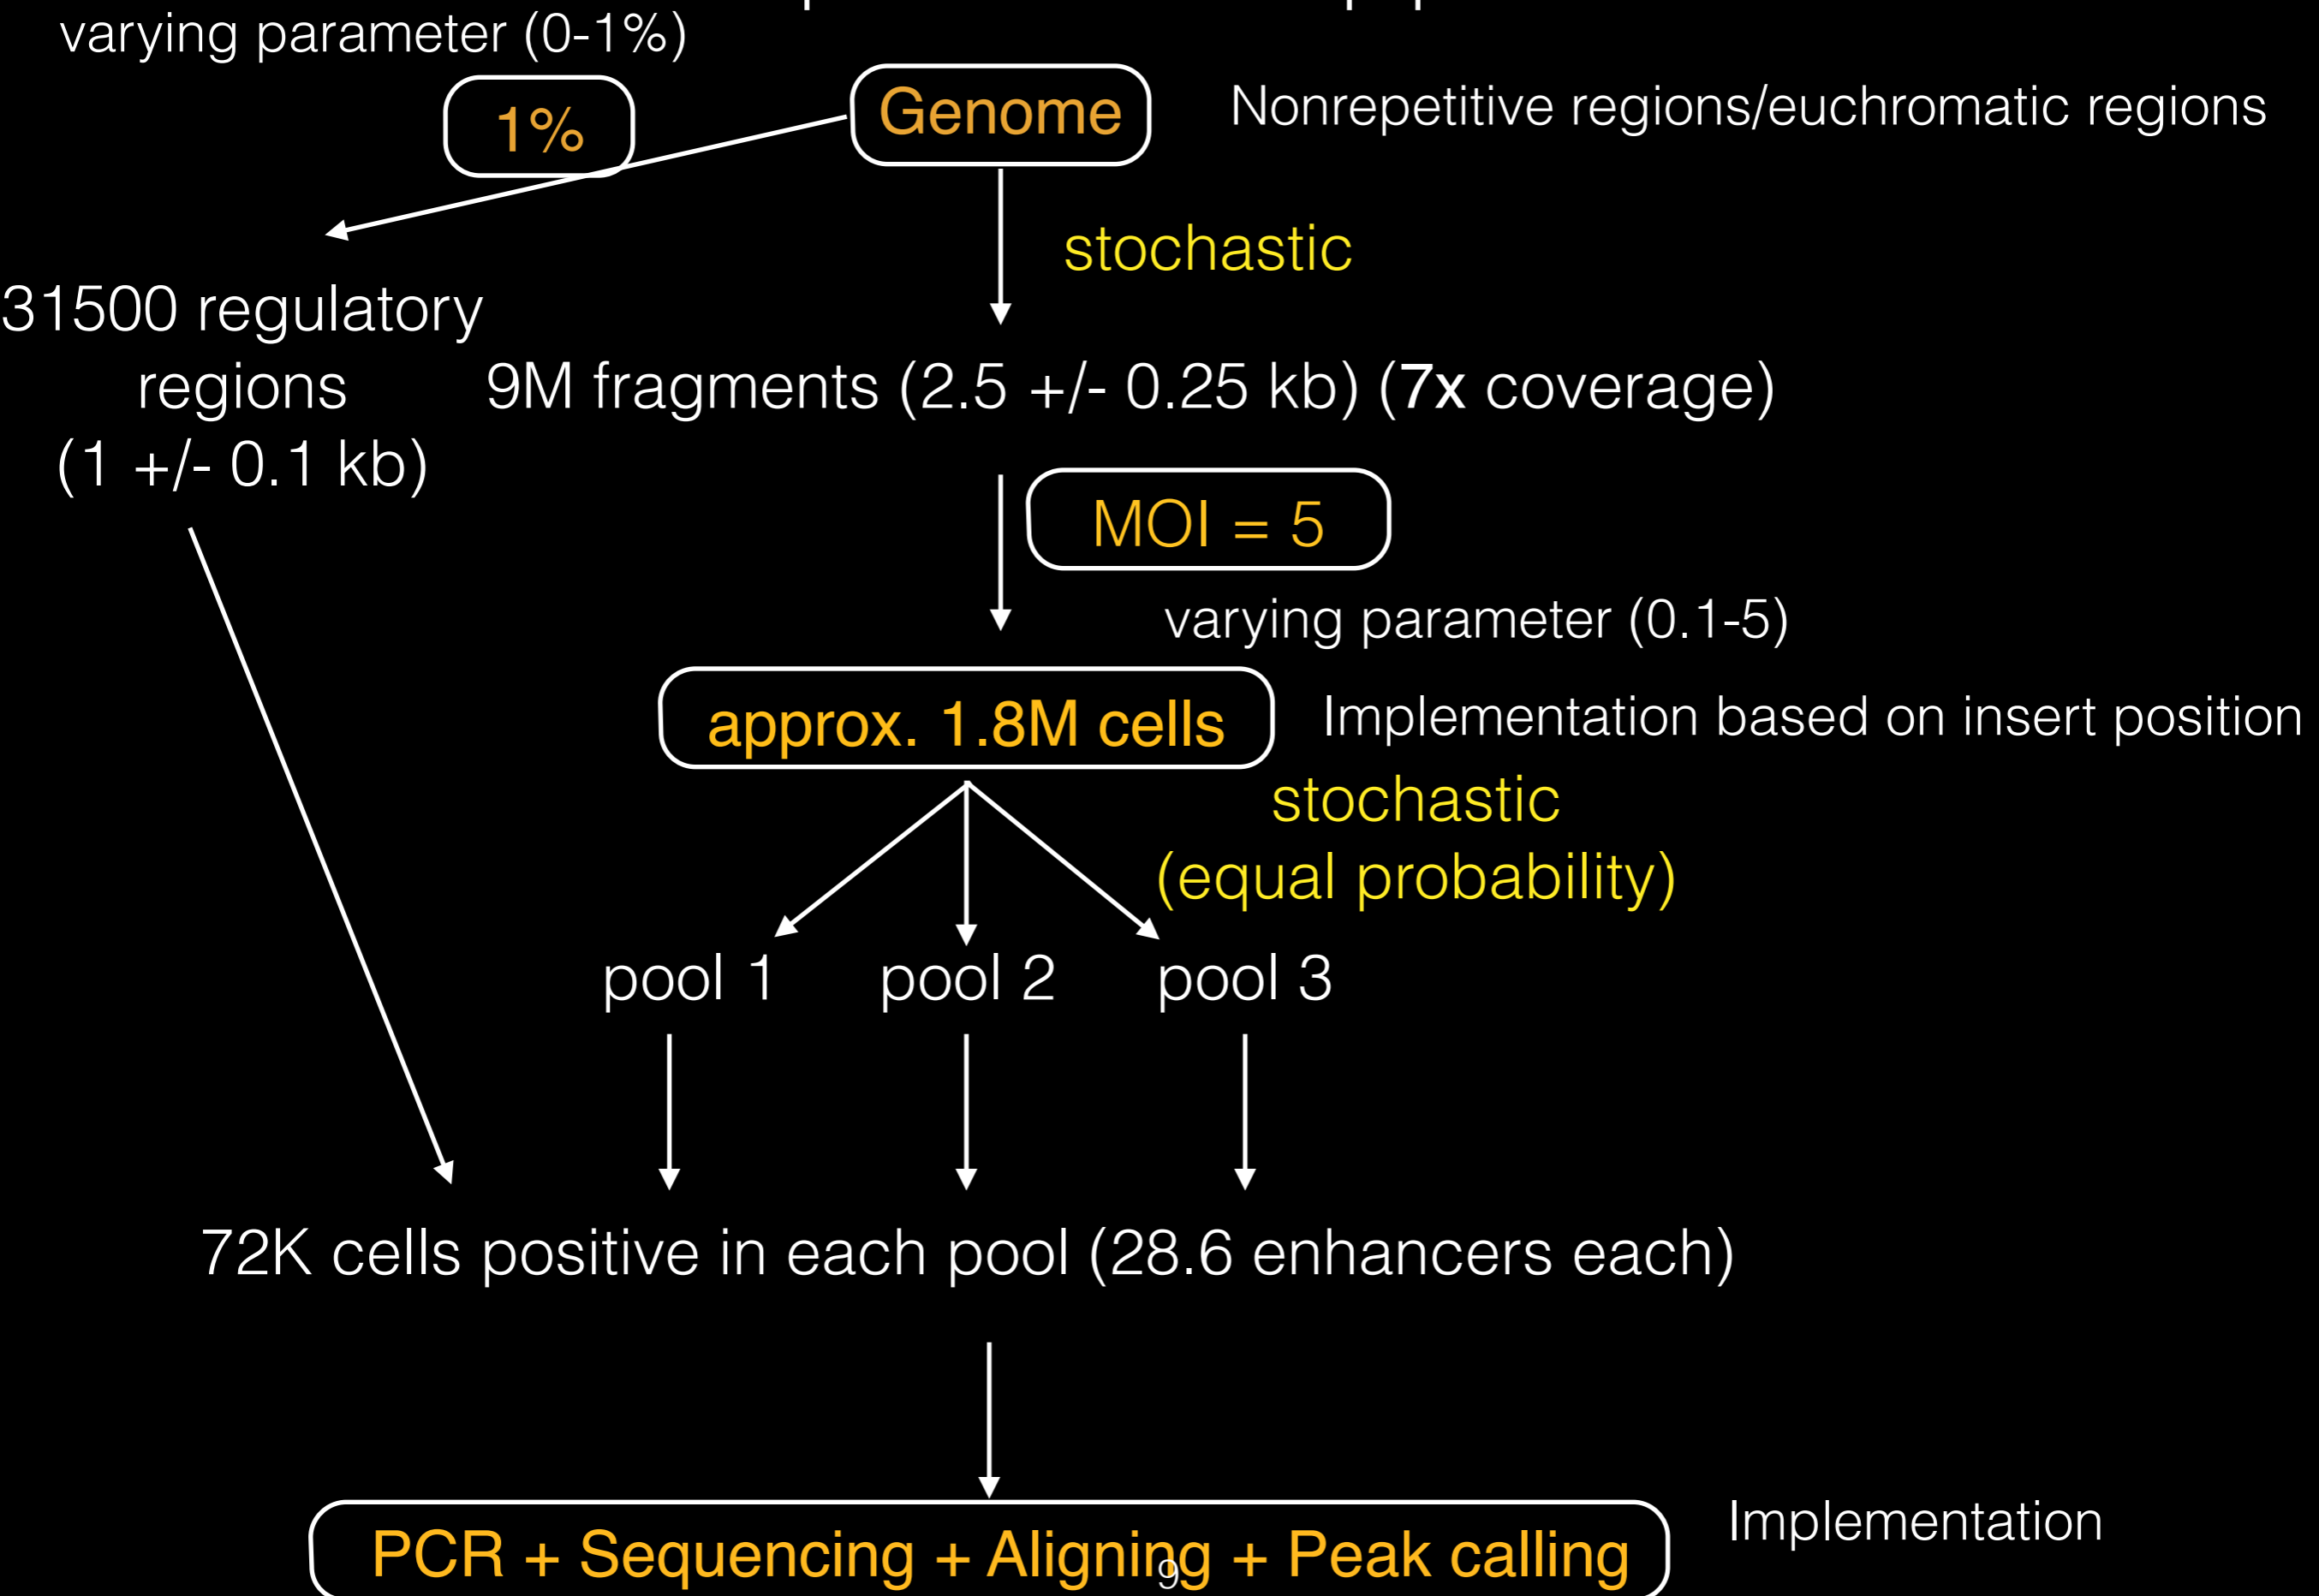 varying parameter (0-1%)
1%
Genome
Nonrepetitive regions/euchromatic regions
stochastic
31500 regulatory
regions
(1 +/- 0.1 kb)
9M fragments (2.5 +/- 0.25 kb) (7x coverage)
MOI = 5
varying parameter (0.1-5)
approx. 1.8M cells
Implementation based on insert position
stochastic
(equal probability)
pool 1
pool 2
pool 3
72K cells positive in each pool (28.6 enhancers each)
PCR + Sequencing + Aligning + Peak calling
Implementation
9